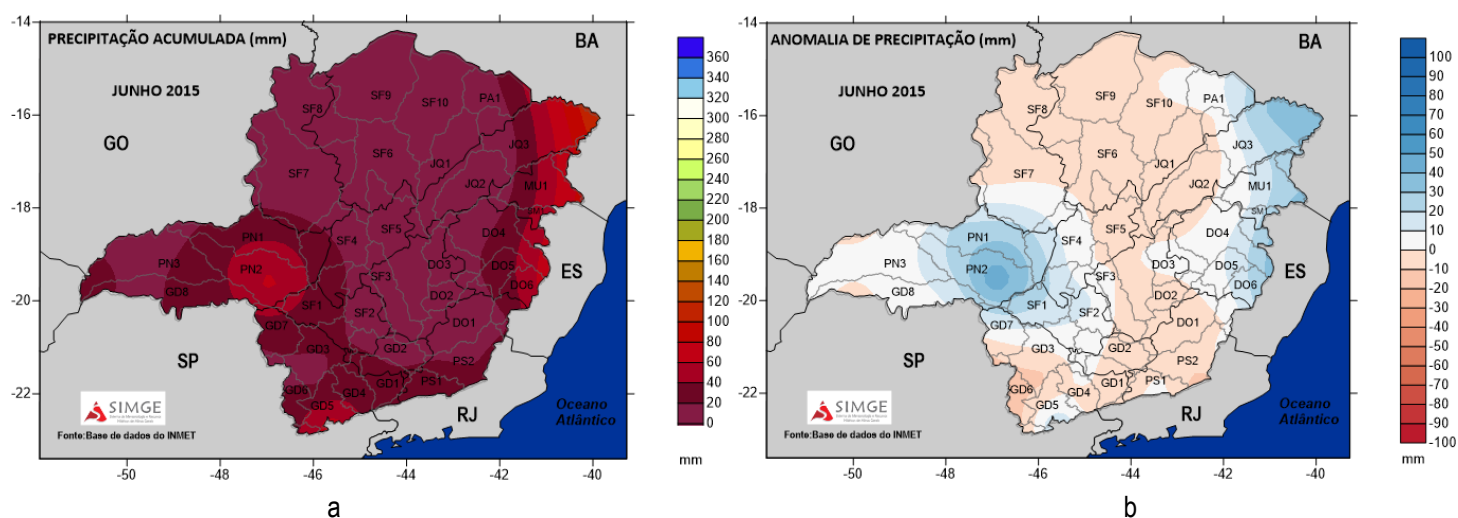 PRECIPITAÇÃO ACUMULADA (mm)
BA
JUNHO 2015
GO
SF8
SF9
SF10
PA1
SF7
SF6
JQ1
JQ3
JQ2
MU1
SM1
PN1
PN2
PN3
GD8
SF4
SF5
SF3
DO4
DO3
DO5
DO6
DO2
DO1
SF1
SF2
GD7
GD3
GD2
GD1
GD6
GD5
GD4
PS1
PS2
ES
SP
RJ
Oceano
Atlântico
SIMGE
Fonte:Base de dados do INMET
-14
-16
-18
-20
-22
-50
-48
-46
-44
-42
-40
360
340
320
300
280
260
240
220
200
180
160
140
120
100
80
60
40
20
0
mm
a
ANOMALIA DE PRECIPITAÇÃO (mm)
BA
JUNHO 2015
GO
SF8
SF9
SF10
PA1
SF7
SF6
JQ1
JQ3
JQ2
MU1
SM1
PN1
PN2
PN3
GD8
SF4
SF5
SF3
DO4
DO3
DO5
DO6
DO2
DO1
SF1
SF2
GD7
GD3
GD2
GD1
GD6
GD5
GD4
PS1
PS2
ES
SP
RJ
Oceano
Atlântico
SIMGE
Fonte:Base de dados do INMET
-14
-16
-18
-20
-22
-50
-48
-46
-44
-42
-40
100
90
80
70
60
50
40
30
20
10
0
-10
-20
-30
-40
-50
-60
-70
-80
-90
-100
mm
b